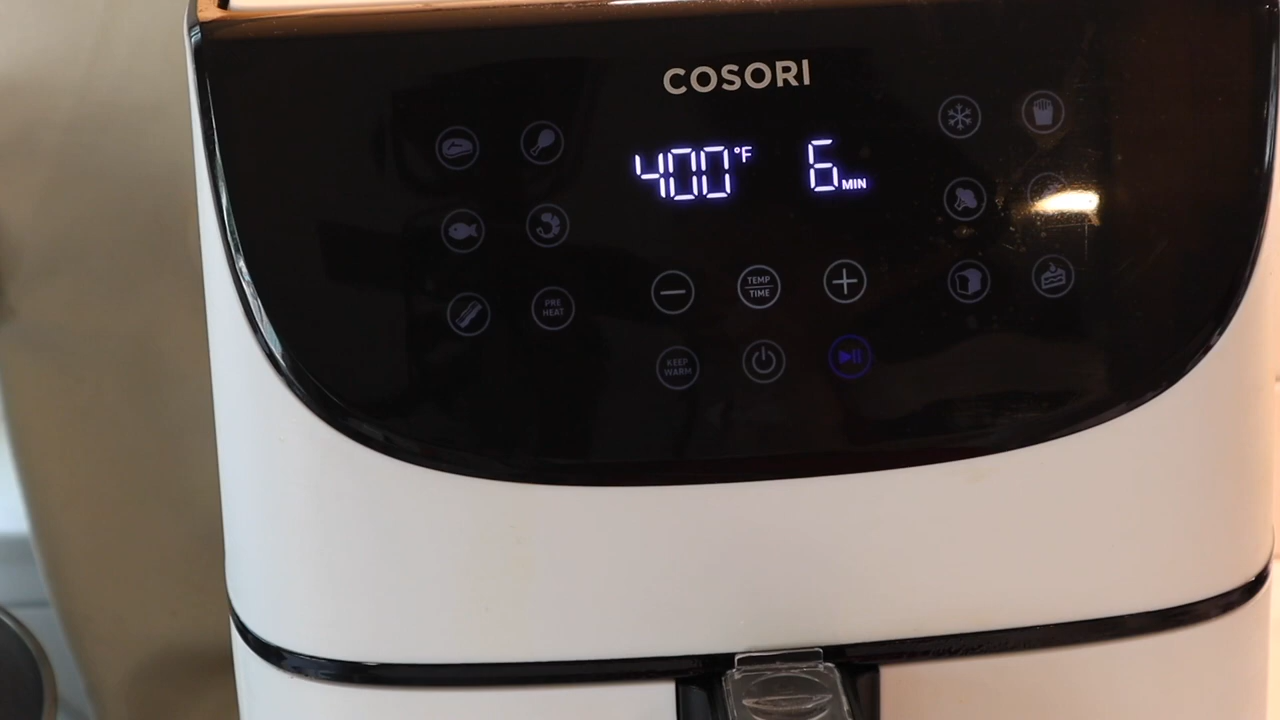 COSORI
400°F 6 MIN
TEMP
TIME
PRE
HEAT
KEEP
WARM